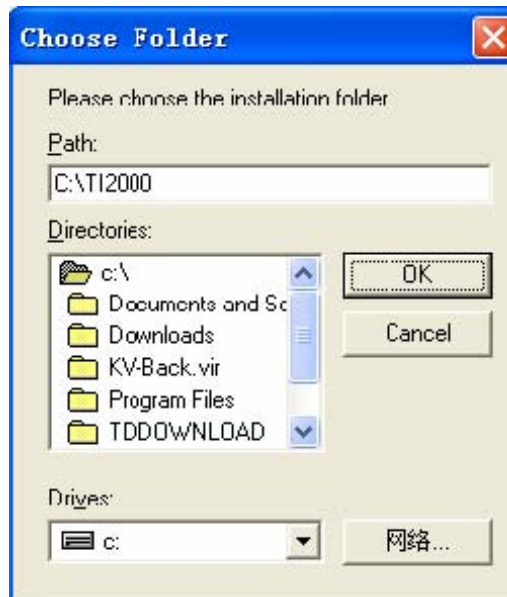 Choose Folder
Please choose the installation folder
Path:
C:\TI2000
Directories:
c:\
OK
Documents and Sc
Downloads
Cancel
KV-Back.vir
Program Files
TDDOWNLOAD
Drives:
c:
网络...